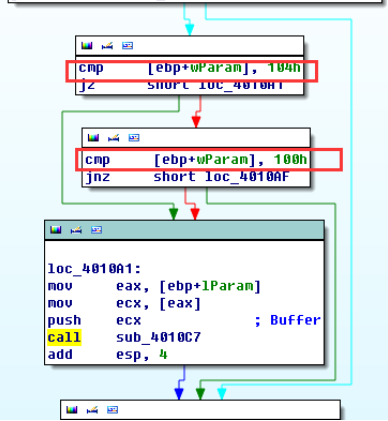 cmp [ebp+wParam], 104h
jz short loc_4010A1
cmp [ebp+wParam], 100h
jnz short loc_4010AF
loc_4010A1:
mov eax, [ebp+lParam]
mov ecx, [eax]
push ecx ; Buffer
call sub_4010C7
add esp, 4